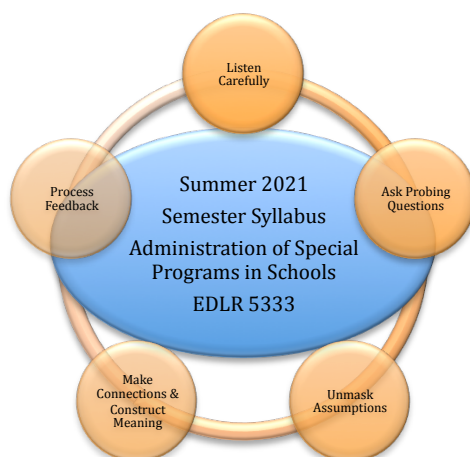 Listen
Carefully
Process
Feedback
Summer 2021
Semester Syllabus
Administration of Special
Programs in Schools
EDLR 5333
Ask Probing
Questions
Make
Connections &
Construct
Meaning
Unmask
Assumptions